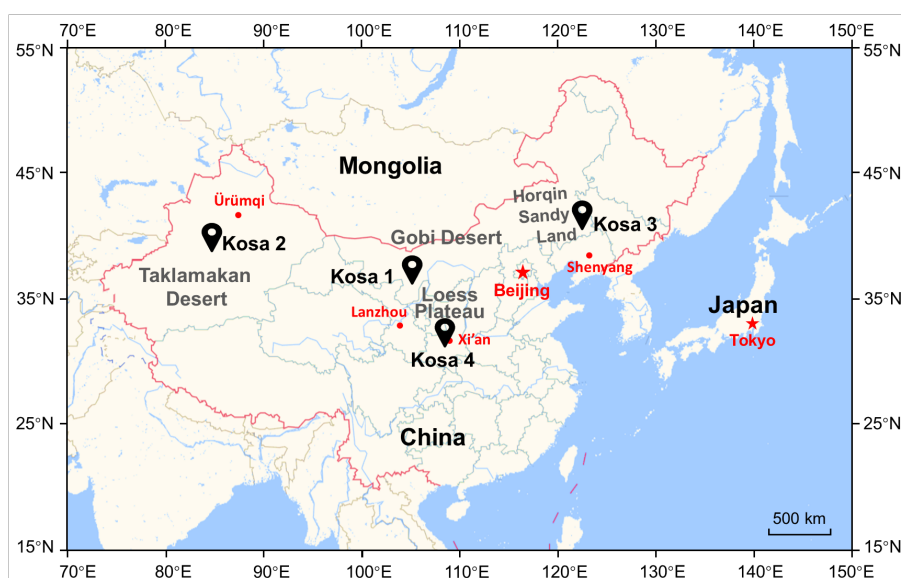 70°E 80°E 90°E 100°E 110°E 120°E 130°E 140°E 150°E
55°N 55°N
Mongolia
45°N 45°N
Ürümqi
Horqin
Sandy
Land
Kosa 3
Kosa 2
Gobi Desert
Shenyang
Taklamakan
Desert
Kosa 1
Beijing
Loess
Plateau
35°N 35°N
Japan
Lanzhou
Xi'an
Tokyo
Kosa 4
25°N 25°N
China
500 km
15°N 15°N
70°E 80°E 90°E 100°E 110°E 120°E 130°E 140°E 150°E